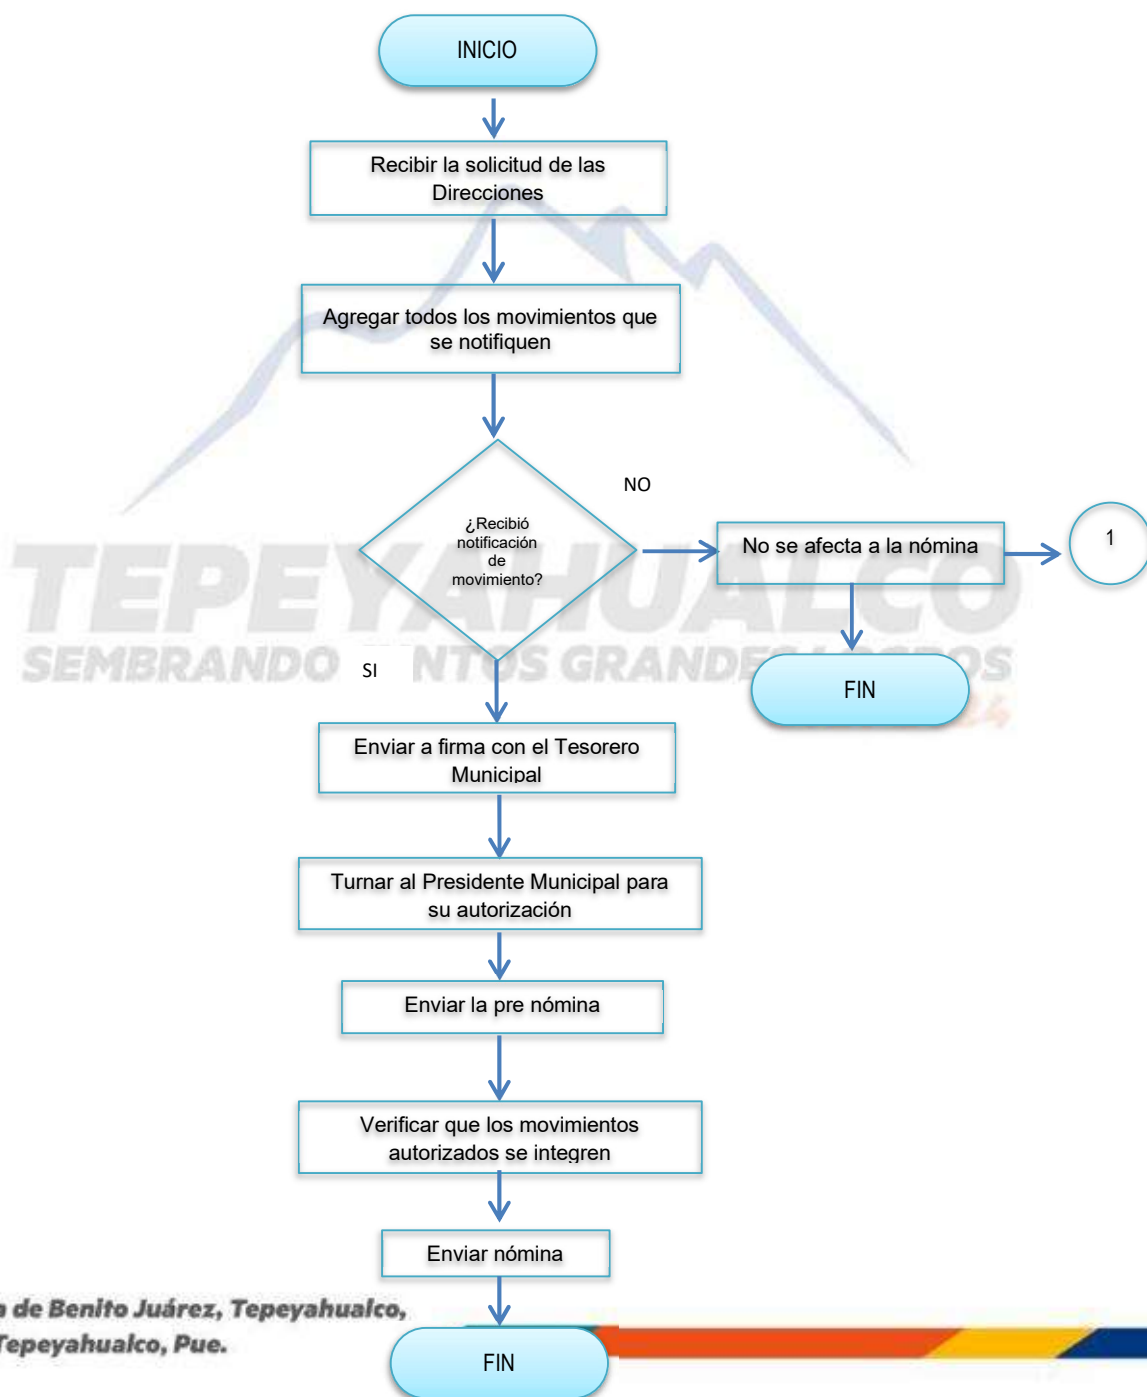 INICIO
Recibir la solicitud de las
Direcciones
Agregar todos los movimientos que
se notifiquen
¿Recibió
notificación
de
movimiento?
NO
No se afecta a la nómina
1
FIN
SI
TEPEYAHUALCO
SEMBRANDO NTOS GRANDES
Enviar a firma con el Tesorero
Municipal
Turnar al Presidente Municipal para
su autorización
Enviar la pre nómina
Verificar que los movimientos
autorizados se integren
Enviar nómina
de Benito Juárez, Tepeyahualco,
Tepeyahualco, Pue.
FIN